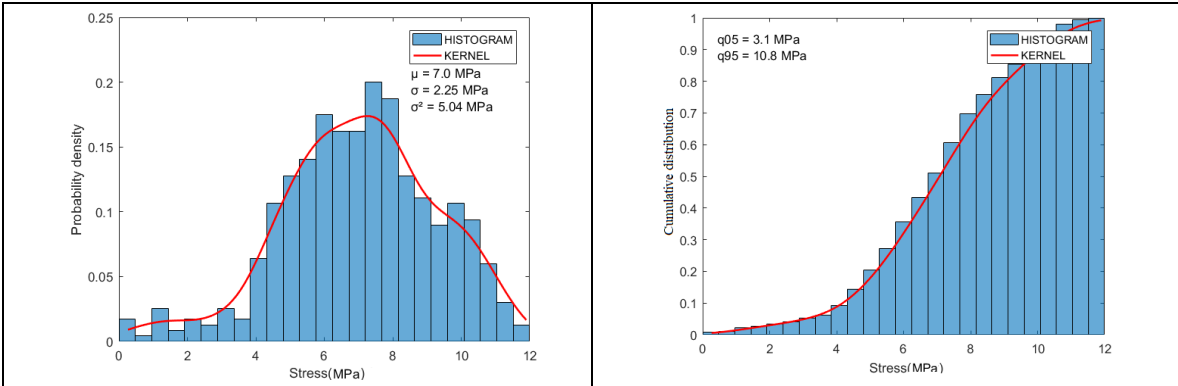 0.25
0.2
0.15
0.1
0.05
0
0 2 4 6 8 10 12
Probability density
Stress(MPa)
HISTOGRAM
KERNEL
μ = 7.0 MPa
σ = 2.25 MPa
σ² = 5.04 MPa
1
0.9
0.8
0.7
0.6
0.5
0.4
0.3
0.2
0.1
0
0 2 4 6 8 10 12
Cumulative distribution
Stress(MPa)
q05 = 3.1 MPa
q95 = 10.8 MPa
HISTOGRAM
KERNEL